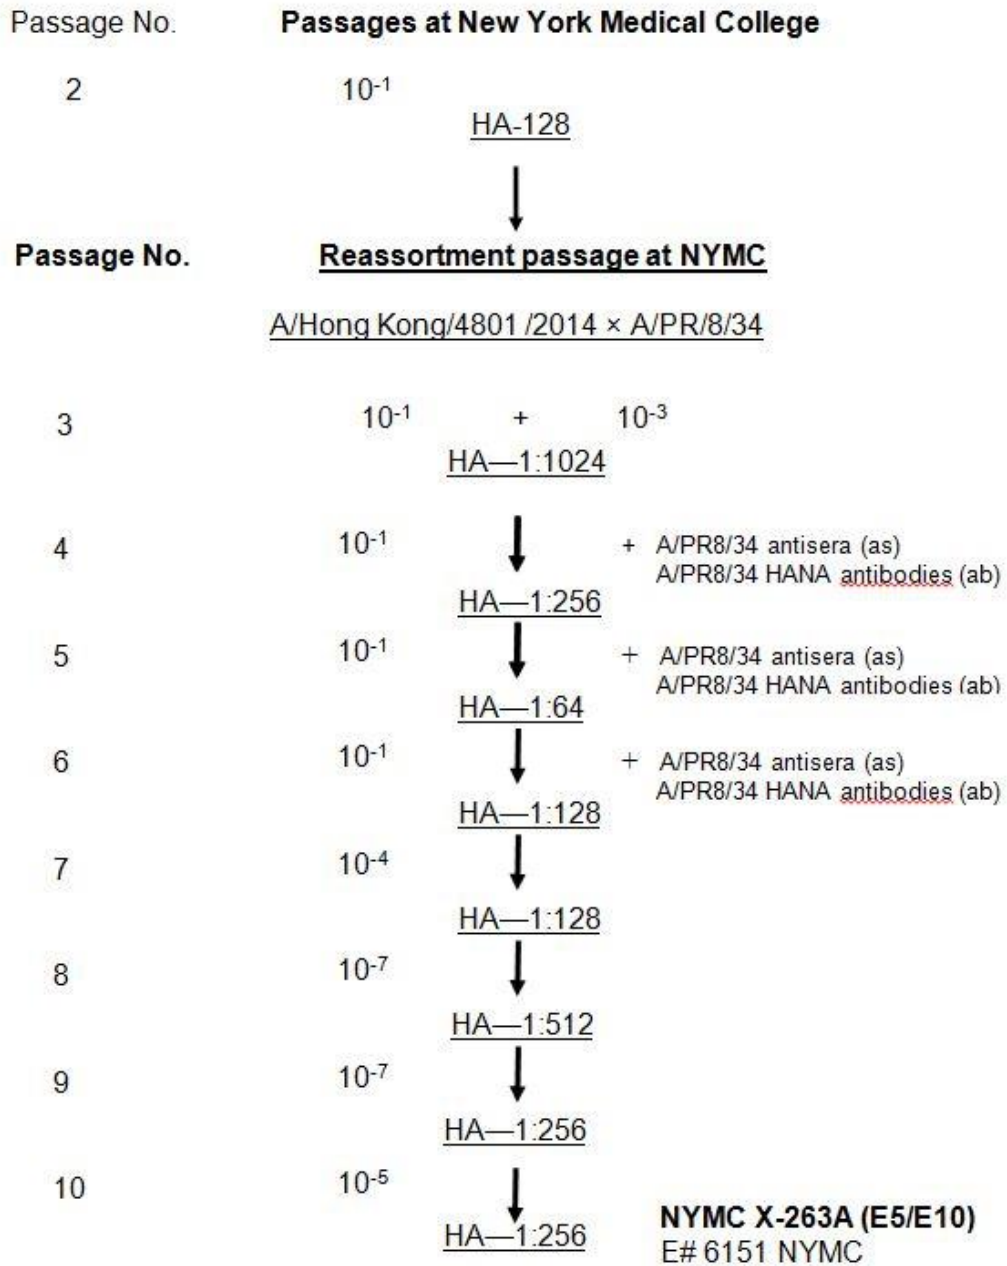 Passage No. Passages at New York Medical College
2 10-1
HA-128
Passage No. Reassortment passage at NYMC
A/Hong Kong/4801 /2014 × A/PR/8/34
3 10-1 + 10-3
HA—1:1024
4 10-1 + A/PR8/34 antisera (as)
A/PR8/34 HANA antibodies (ab)
HA—1:256
5 10-1 + A/PR8/34 antisera (as)
A/PR8/34 HANA antibodies (ab)
HA—1:64
6 10-1 + A/PR8/34 antisera (as)
A/PR8/34 HANA antibodies (ab)
HA—1:128
7 10-4
HA—1:128
8 10-7
HA—1:512
9 10-7
HA—1:256
10 10-5
HA—1:256
NYMC X-263A (E5/E10)
E# 6151 NYMC